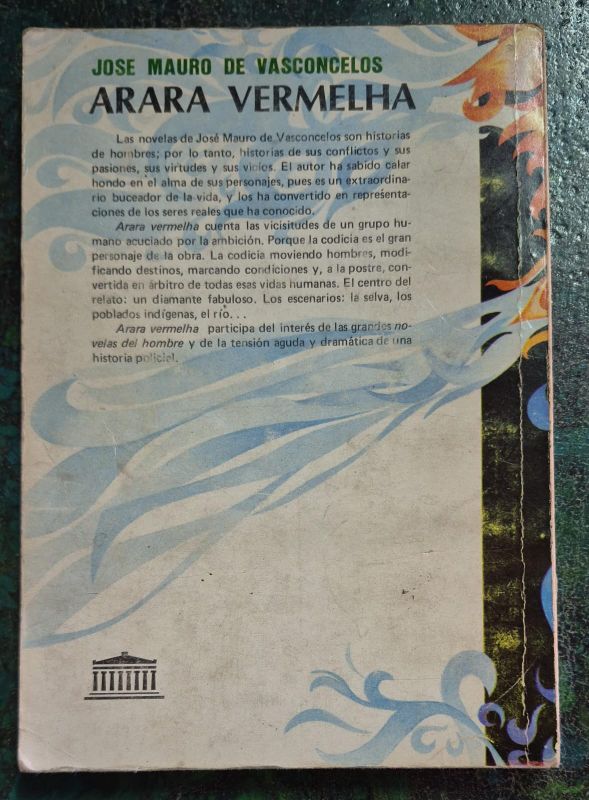 JOSE MAURO DE VASCONCELOS
ARARA VERMELHA
Las novelas de José Mauro de Vasconcelos son historias
de hombres; por lo tanto, historias de sus conflictos y sus
pasiones, sus virtudes y sus vicios. El autor ha sabido calar
hondo en el alma de sus personajes, pues es un extraordina-
rio buceador de la vida, y los ha convertido en representa-
ciones de los seres reales que ha conocido.
Arara vermelha cuenta las vicisitudes de un grupo hu-
mano acuciado por la ambición. Porque la codicia es el gran
personaje de la obra. La codicia moviendo hombres, modi-
ficando destinos, marcando condiciones y, a la postre, con-
vertida en árbitro de todas esas vidas humanas. El centro del
relato: un diamante fabuloso. Los escenarios: la selva, los
poblados indígenas, el río...
Arara vermelha participa del interés de las grandes no-
velas del hombre y de la tensión aguda y dramática de una
historia policial.